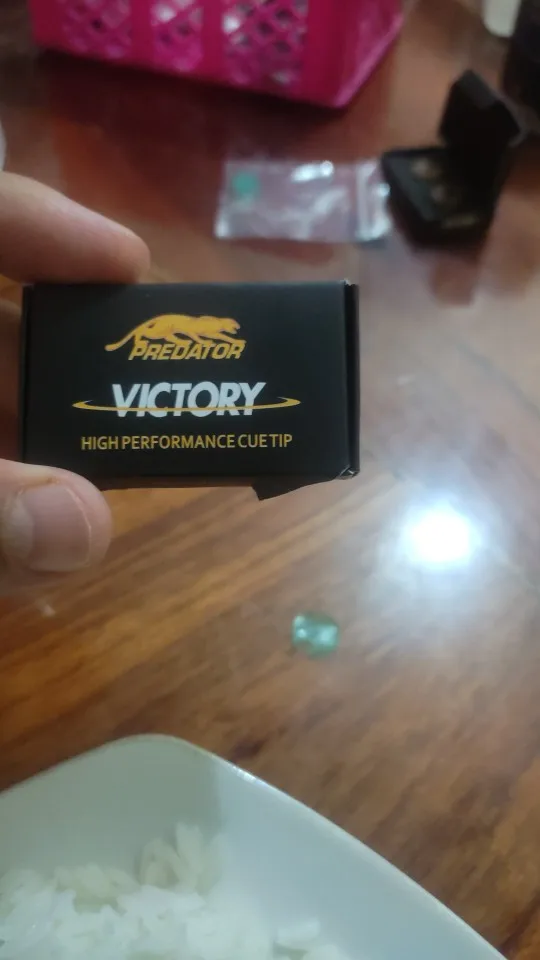 PREDATOR
VICTORY
HIGH PERFORMANCE CUE TIP